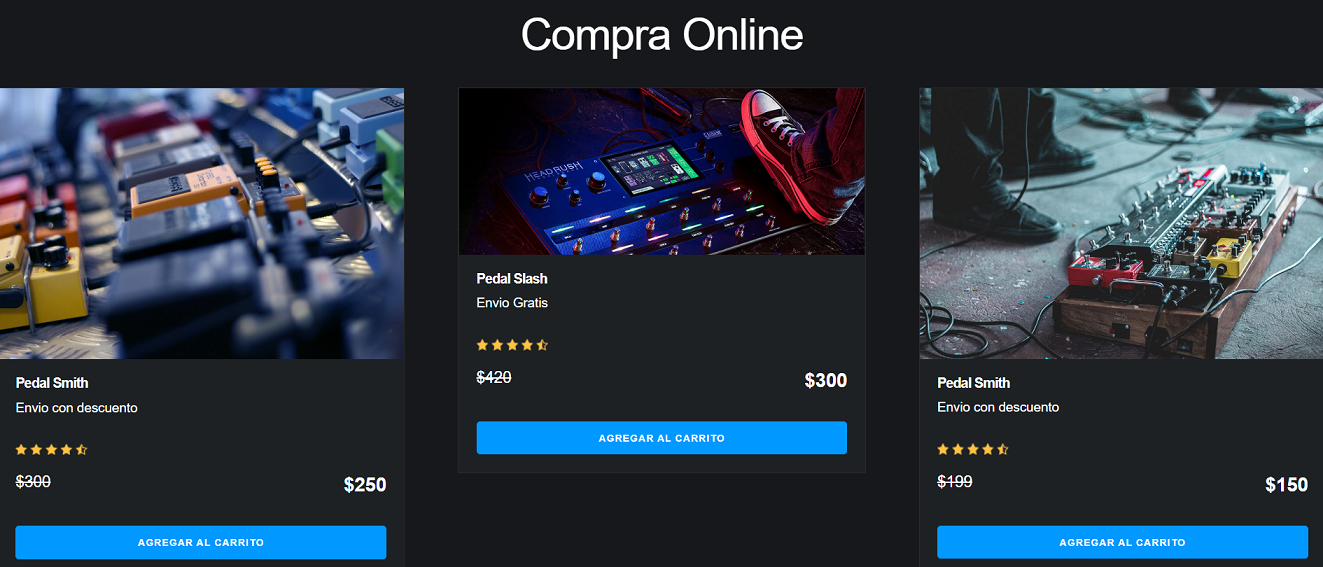 Compra Online
HEADRUSH
Pedal Smith
Envio con descuento
$300
$250
AGREGAR AL CARRITO
Pedal Slash
Envio Gratis
$420
$300
AGREGAR AL CARRITO
Pedal Smith
Envio con descuento
$199
$150
AGREGAR AL CARRITO